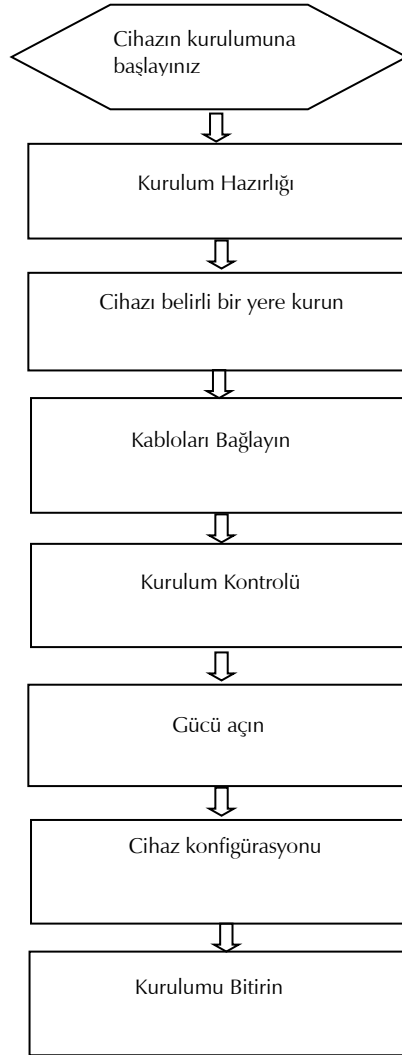 Cihazın kurulumuna
başlayınız
Kurulum Hazırlığı
Cihazı belirli bir yere kurun
Kabloları Bağlayın
Kurulum Kontrolü
Gücü açın
Cihaz konfigürasyonu
Kurulumu Bitirin